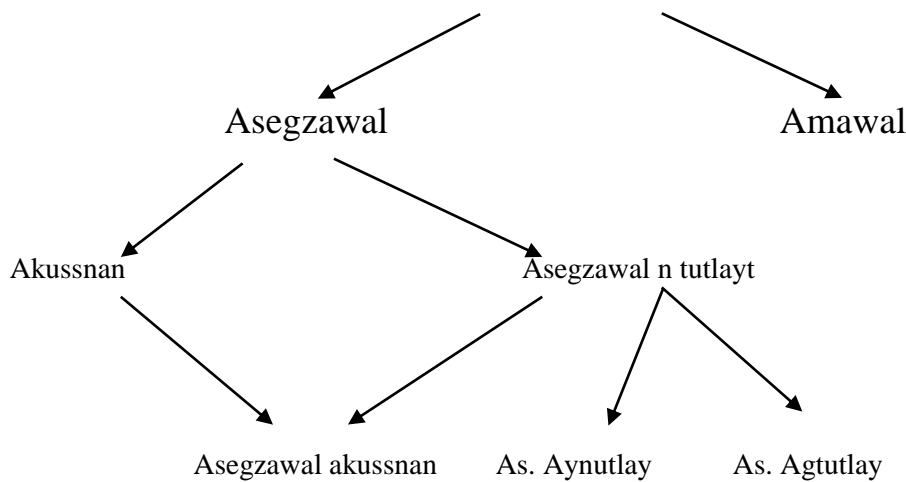 Asegzawal Amawal
Akussnan Asegzawal n tutlayt
Asegzawal akussnan As. Aynutlay As. Agtutlay